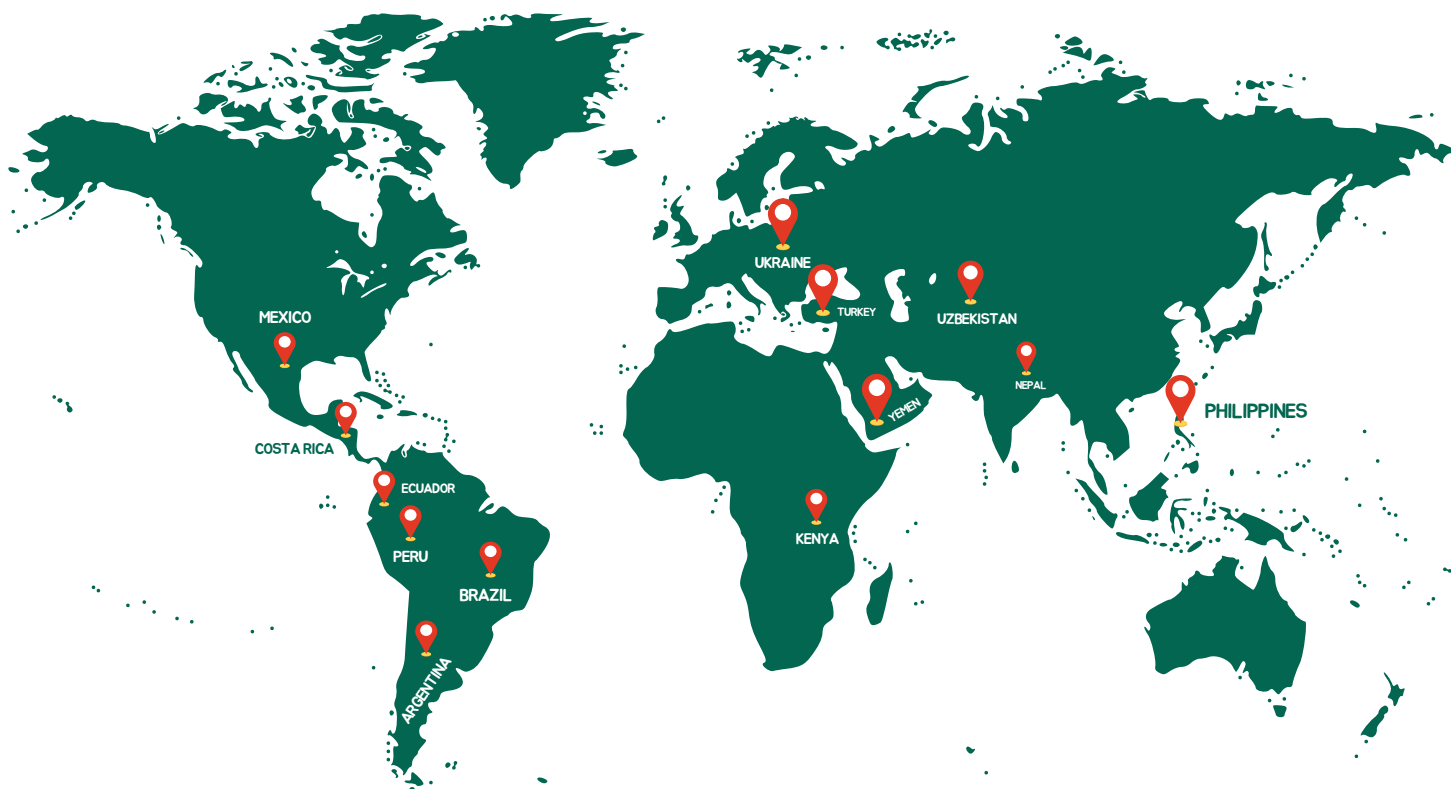 UKRAINE
TURKEY
MEXICO
UZBEKISTAN
NEPAL
YEMEN
PHILIPPINES
COSTA RICA
ECUADOR
KENYA
PERU
BRAZIL
ARGENTINA